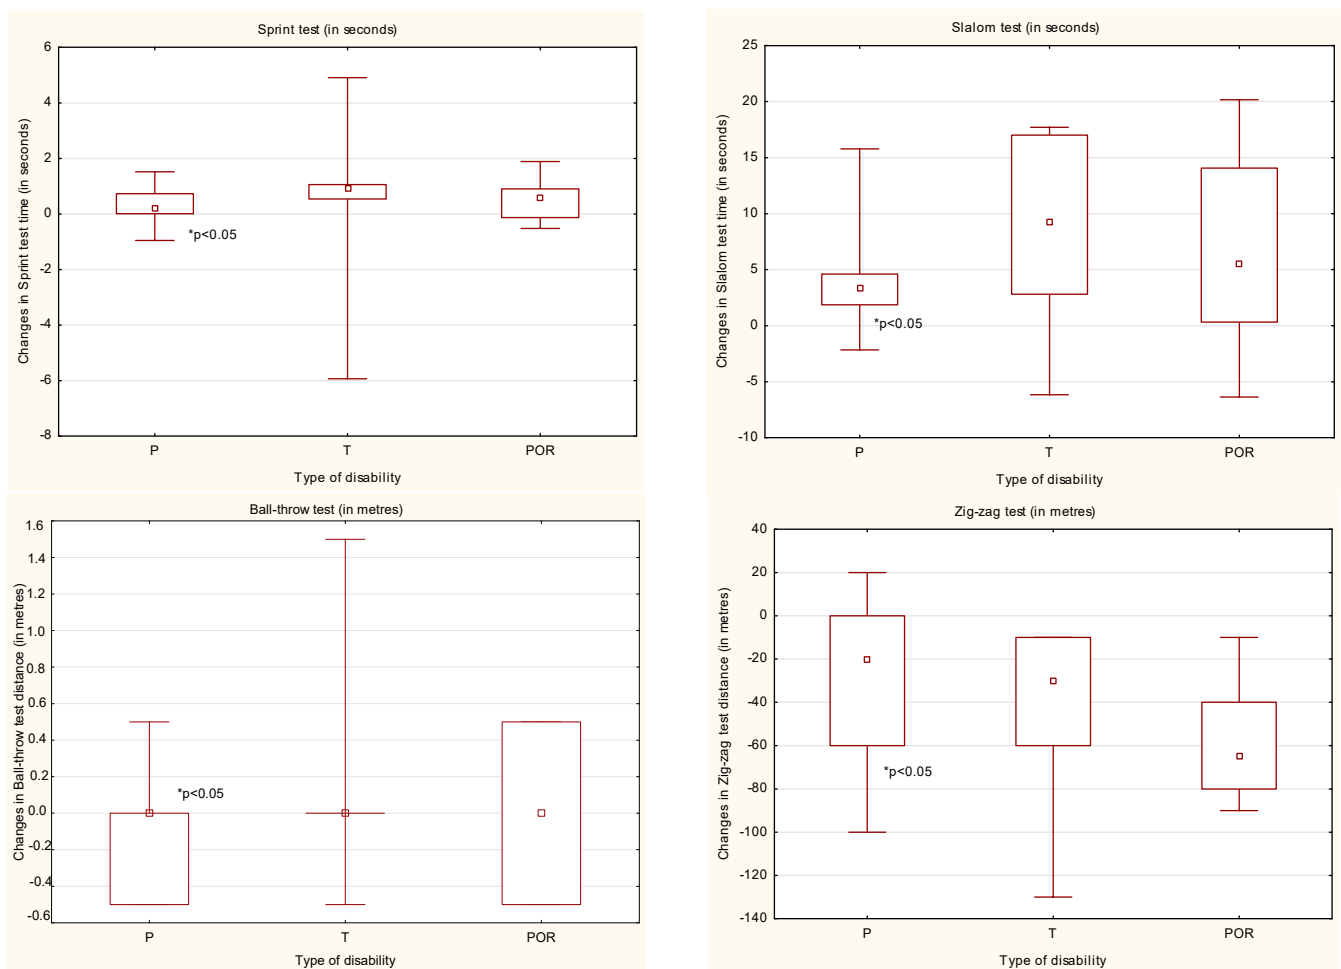 Sprint test (in seconds)
Changes in Sprint test time (in seconds)
6
4
2
0
-2
-4
-6
-8
*p<0.05
P
T
POR
Type of disability
Slalom test (in seconds)
Changes in Slalom test time (in seconds)
25
20
15
10
5
0
-5
-10
*p<0.05
P
T
POR
Type of disability
Ball-throw test (in metres)
Changes in Ball-throw test distance (in metres)
1.6
1.4
1.2
1.0
0.8
0.6
0.4
0.2
0.0
-0.2
-0.4
-0.6
*p<0.05
P
T
POR
Type of disability
Zig-zag test (in metres)
Changes in Zig-zag test distance (in metres)
40
20
0
-20
-40
-60
-80
-100
-120
-140
*p<0.05
P
T
POR
Type of disability